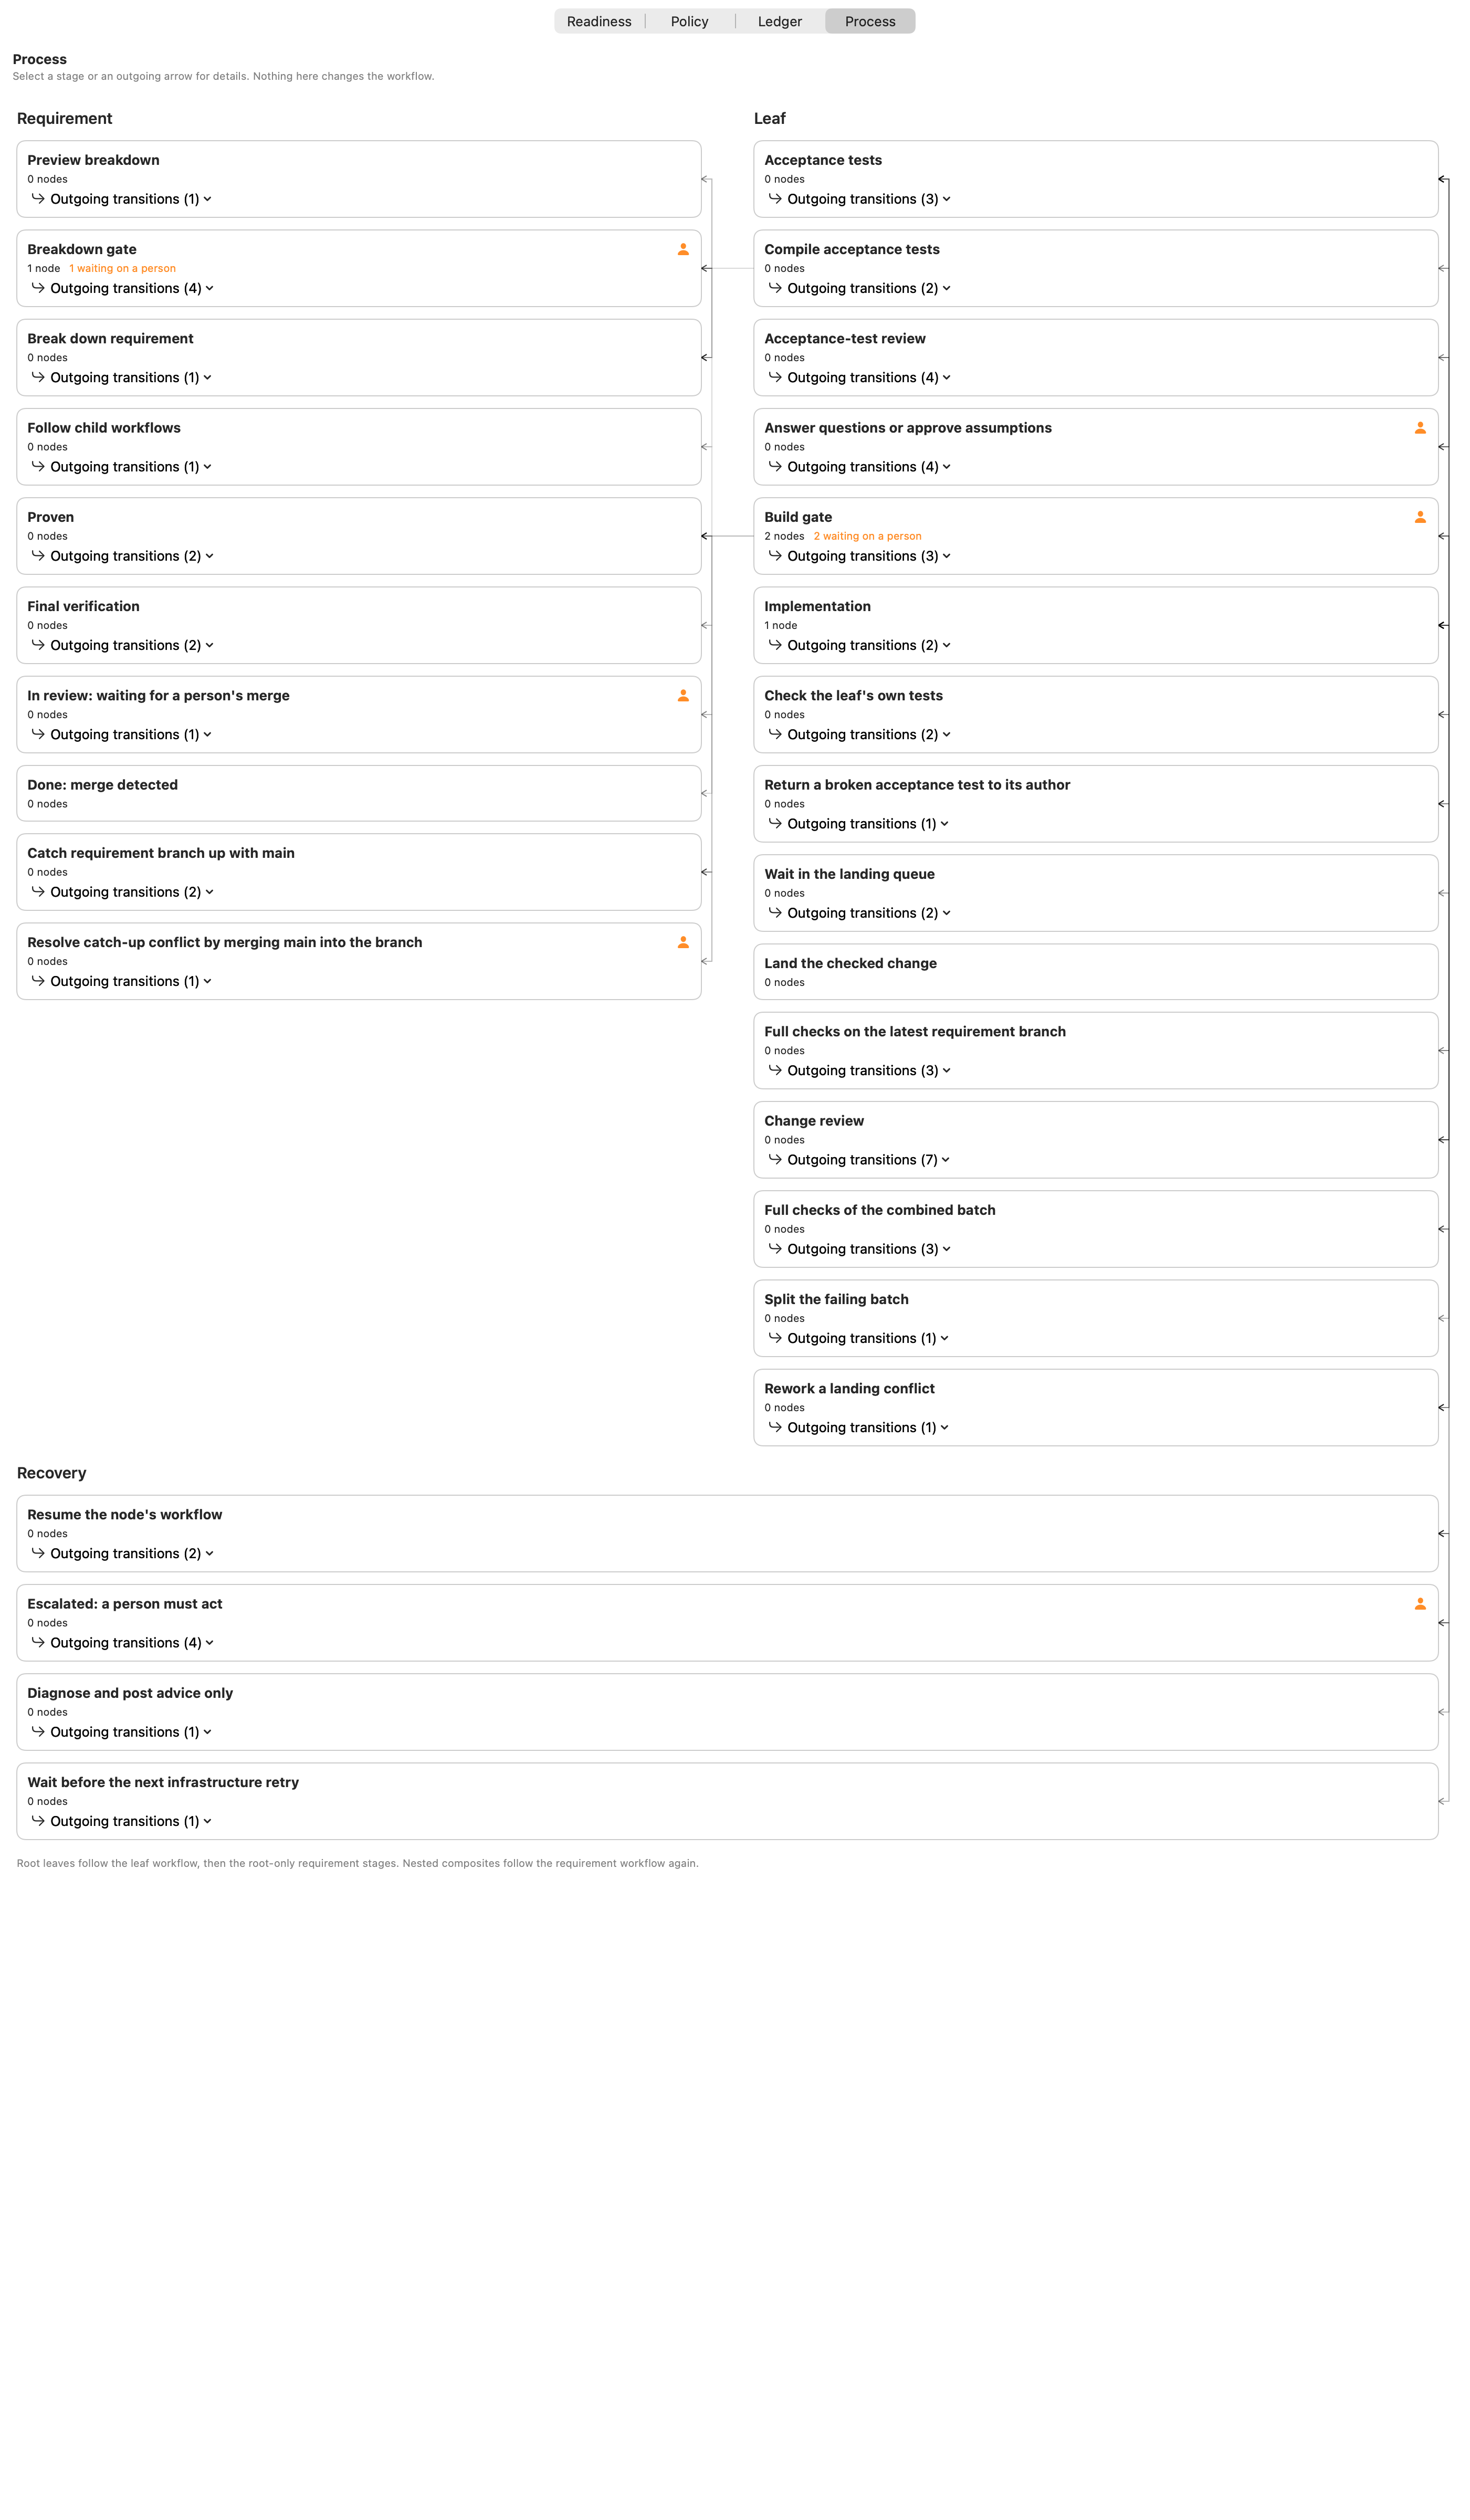 Readiness Policy Ledger Process
Process
Select a stage or an outgoing arrow for details. Nothing here changes the workflow.
Requirement
Preview breakdown
0 nodes
Outgoing transitions (1)
Breakdown gate
1 node 1 waiting on a person
Outgoing transitions (4)
Break down requirement
0 nodes
Outgoing transitions (1)
Follow child workflows
0 nodes
Outgoing transitions (1)
Proven
0 nodes
Outgoing transitions (2)
Final verification
0 nodes
Outgoing transitions (2)
In review: waiting for a person's merge
0 nodes
Outgoing transitions (1)
Done: merge detected
0 nodes
Catch requirement branch up with main
0 nodes
Outgoing transitions (2)
Resolve catch-up conflict by merging main into the branch
0 nodes
Outgoing transitions (1)
Leaf
Acceptance tests
0 nodes
Outgoing transitions (3)
Compile acceptance tests
0 nodes
Outgoing transitions (2)
Acceptance-test review
0 nodes
Outgoing transitions (4)
Answer questions or approve assumptions
0 nodes
Outgoing transitions (4)
Build gate
2 nodes 2 waiting on a person
Outgoing transitions (3)
Implementation
1 node
Outgoing transitions (2)
Check the leaf's own tests
0 nodes
Outgoing transitions (2)
Return a broken acceptance test to its author
0 nodes
Outgoing transitions (1)
Wait in the landing queue
0 nodes
Outgoing transitions (2)
Land the checked change
0 nodes
Full checks on the latest requirement branch
0 nodes
Outgoing transitions (3)
Change review
0 nodes
Outgoing transitions (7)
Full checks of the combined batch
0 nodes
Outgoing transitions (3)
Split the failing batch
0 nodes
Outgoing transitions (1)
Rework a landing conflict
0 nodes
Outgoing transitions (1)
Recovery
Resume the node's workflow
0 nodes
Outgoing transitions (2)
Escalated: a person must act
0 nodes
Outgoing transitions (4)
Diagnose and post advice only
0 nodes
Outgoing transitions (1)
Wait before the next infrastructure retry
0 nodes
Outgoing transitions (1)
Root leaves follow the leaf workflow, then the root-only requirement stages. Nested composites follow the requirement workflow again.